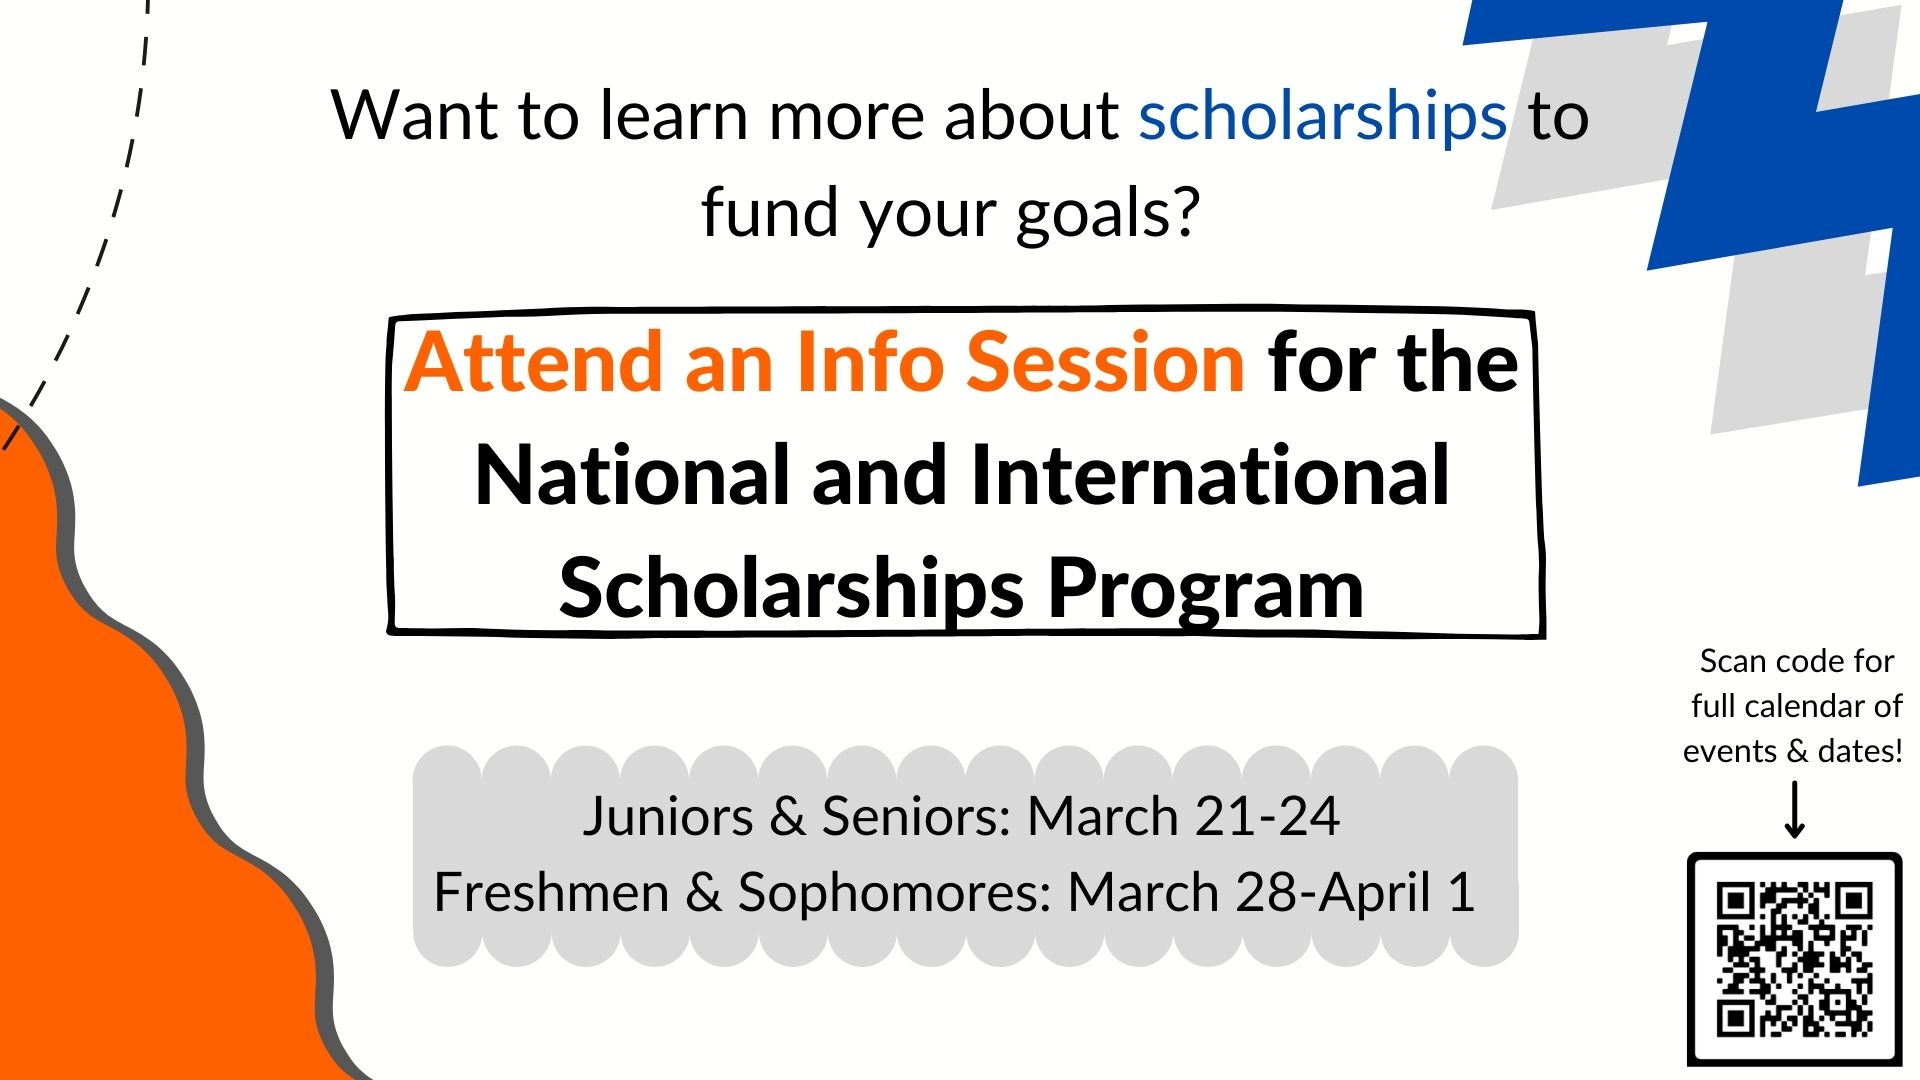 Want to learn more about scholarships to
fund your goals?
Attend an Info Session for the
National and International
Scholarships Program
Juniors & Seniors: March 21-24
Freshmen & Sophomores: March 28-April 1
Scan code for
full calendar of
events & dates!